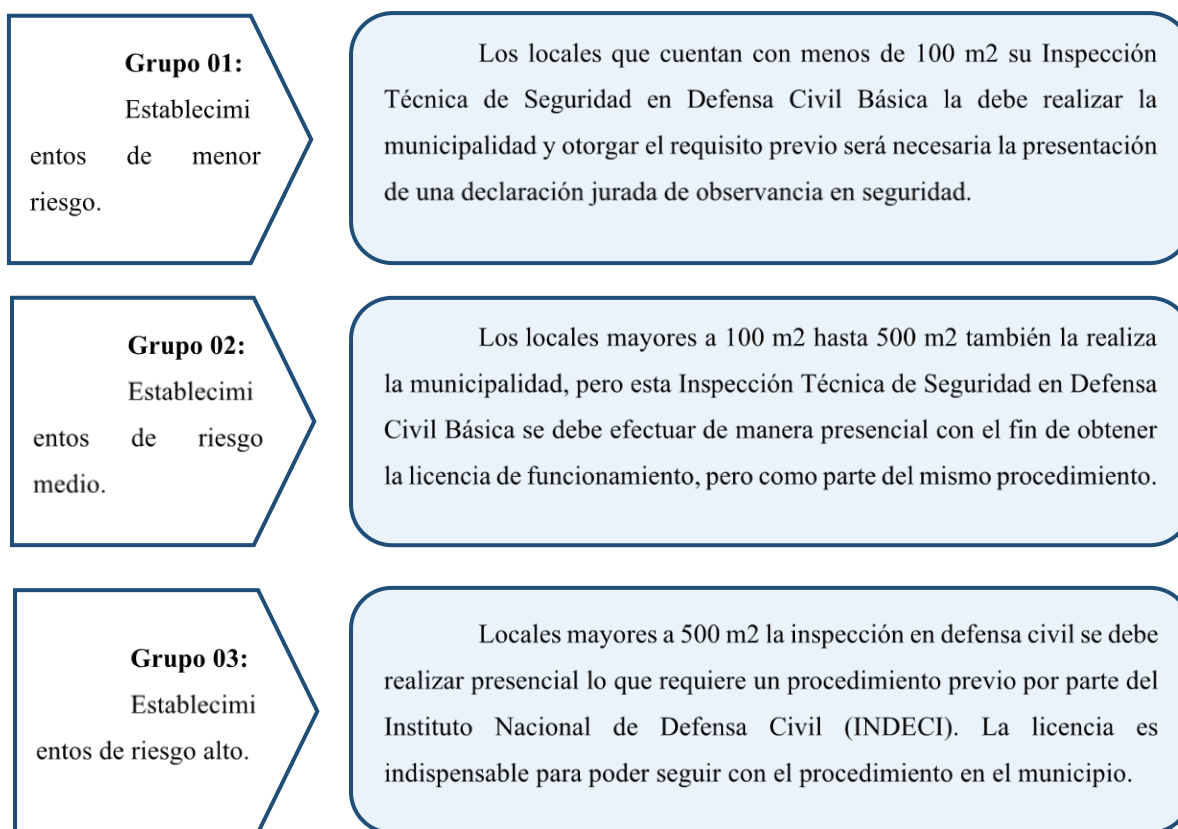 Grupo 01:
Establecimi
entos de menor
riesgo.
Los locales que cuentan con menos de 100 m2 su Inspección
Técnica de Seguridad en Defensa Civil Básica la debe realizar la
municipalidad y otorgar el requisito previo será necesaria la presentación
de una declaración jurada de observancia en seguridad.
Grupo 02:
Establecimi
entos de riesgo
medio.
Los locales mayores a 100 m2 hasta 500 m2 también la realiza
la municipalidad, pero esta Inspección Técnica de Seguridad en Defensa
Civil Básica se debe efectuar de manera presencial con el fin de obtener
la licencia de funcionamiento, pero como parte del mismo procedimiento.
Grupo 03:
Establecimi
entos de riesgo alto.
Locales mayores a 500 m2 la inspección en defensa civil se debe
realizar presencial lo que requiere un procedimiento previo por parte del
Instituto Nacional de Defensa Civil (INDECI). La licencia es
indispensable para poder seguir con el procedimiento en el municipio.